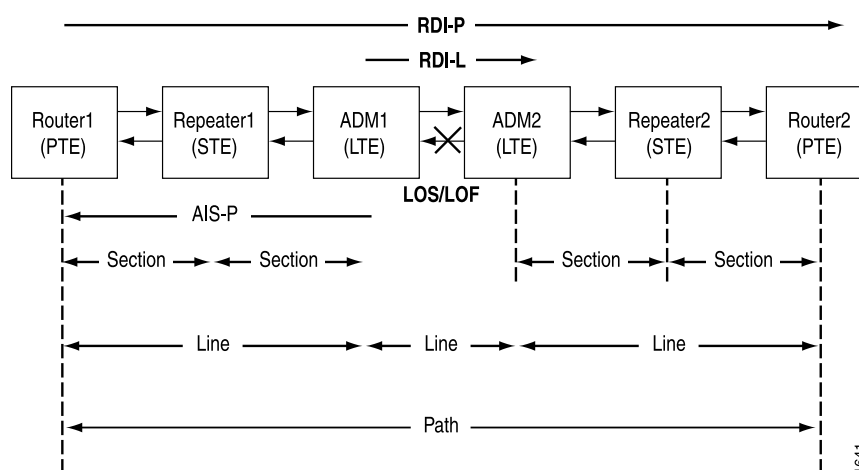 RDI-P
RDI-L
Router1 (PTE)
Repeater1 (STE)
ADM1 (LTE)
ADM2 (LTE)
Repeater2 (STE)
Router2 (PTE)
LOS/LOF
AIS-P
Section Section Section Section
Line Line Line
Path